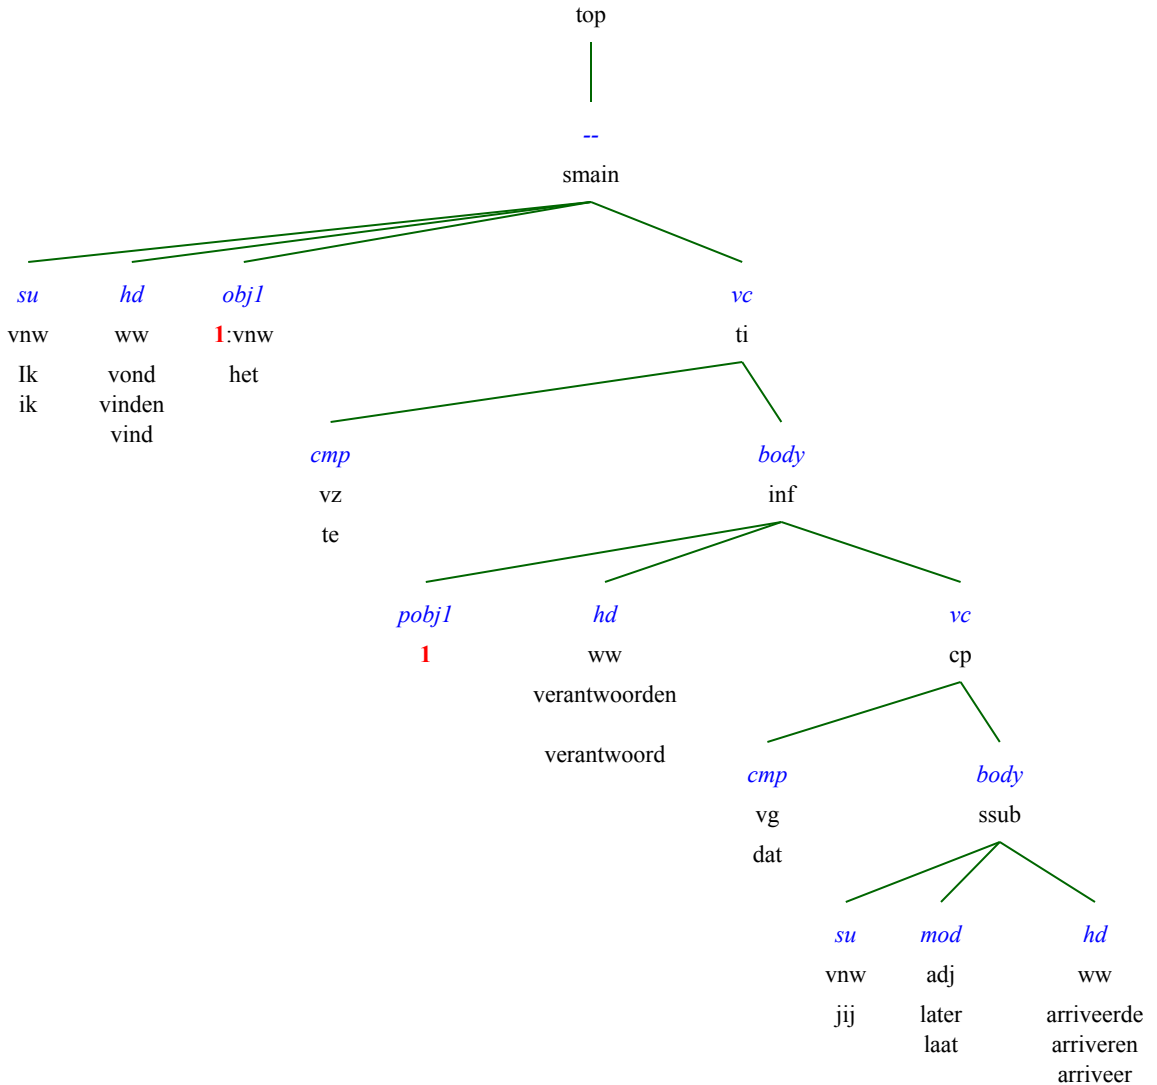 top
--
smain
su hd obj1 vc
vnw ww 1:vnw ti
Ik vond het
ik vinden
vind
cmp body
vz inf
te
pobj1 hd vc
1 ww cp
verantwoorden
verantwoord
cmp body
vg ssub
dat
su mod hd
vnw adj ww
jij later arriveerde
laat arriveren
arriveer